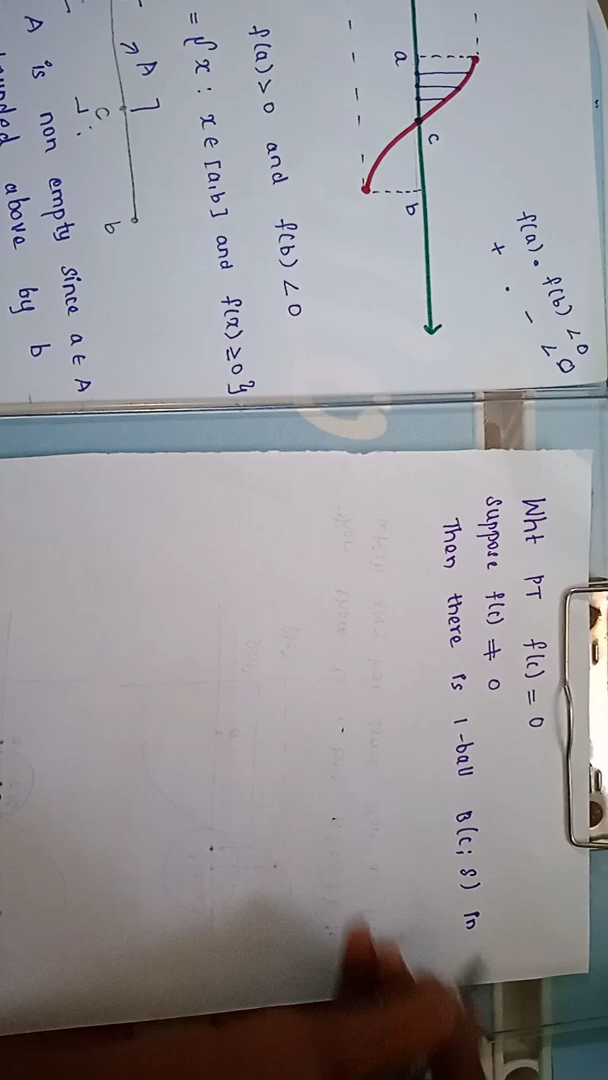 f(a) · f(b) < 0
+ · - < 0
a
c
b
f(a) > 0 and f(b) < 0
= { x : x ∈ [a,b] and f(x) ≥ 0 }
A ]
c
b
A is non empty since a ∈ A
above by b
Wht PT f(c) = 0
Suppose f(c) ≠ 0
Then there is 1-ball B(c; δ) in